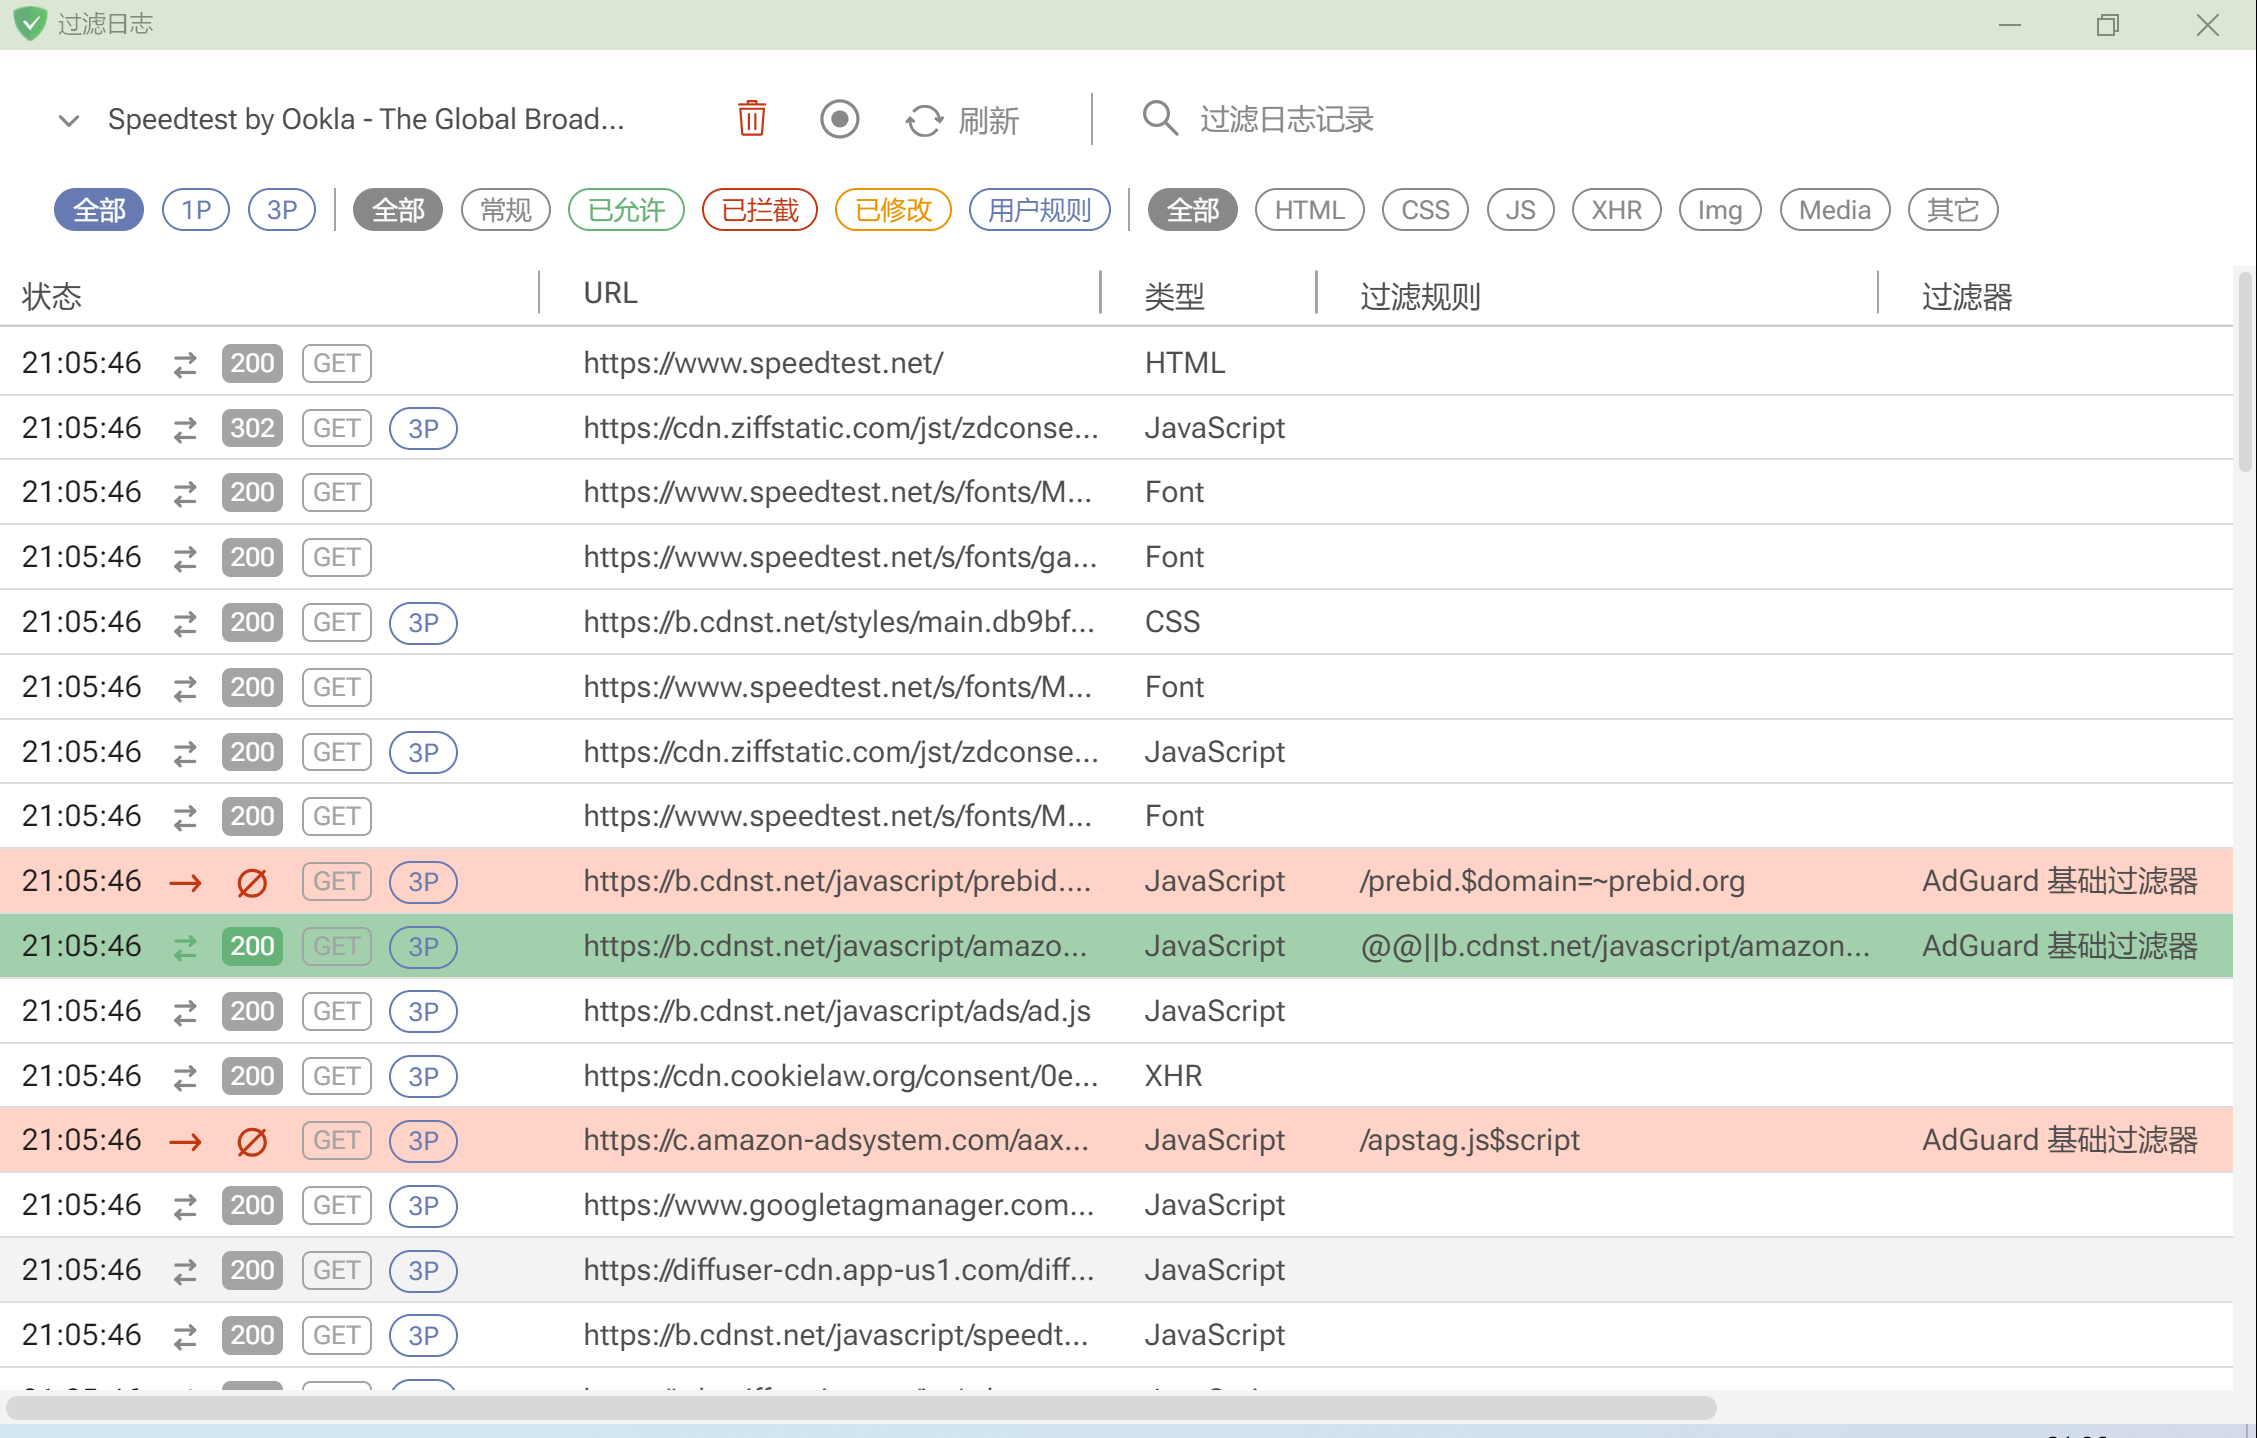 过滤日志
Speedtest by Ookla - The Global Broad... 刷新 过滤日志记录
全部 1P 3P 全部 常规 已允许 已拦截 已修改 用户规则 全部 HTML CSS JS XHR Img Media 其它
状态 URL 类型 过滤规则 过滤器
21:05:46 200 GET https://www.speedtest.net/ HTML
21:05:46 302 GET 3P https://cdn.ziffstatic.com/jst/zdconse... JavaScript
21:05:46 200 GET https://www.speedtest.net/s/fonts/M... Font
21:05:46 200 GET https://www.speedtest.net/s/fonts/ga... Font
21:05:46 200 GET 3P https://b.cdnst.net/styles/main.db9bf... CSS
21:05:46 200 GET https://www.speedtest.net/s/fonts/M... Font
21:05:46 200 GET 3P https://cdn.ziffstatic.com/jst/zdconse... JavaScript
21:05:46 200 GET https://www.speedtest.net/s/fonts/M... Font
21:05:46 GET 3P https://b.cdnst.net/javascript/prebid.... JavaScript /prebid.$domain=~prebid.org AdGuard 基础过滤器
21:05:46 200 GET 3P https://b.cdnst.net/javascript/amazo... JavaScript @@||b.cdnst.net/javascript/amazon... AdGuard 基础过滤器
21:05:46 200 GET 3P https://b.cdnst.net/javascript/ads/ad.js JavaScript
21:05:46 200 GET 3P https://cdn.cookielaw.org/consent/0e... XHR
21:05:46 GET 3P https://c.amazon-adsystem.com/aax... JavaScript /apstag.js$script AdGuard 基础过滤器
21:05:46 200 GET 3P https://www.googletagmanager.com... JavaScript
21:05:46 200 GET 3P https://diffuser-cdn.app-us1.com/diff... JavaScript
21:05:46 200 GET 3P https://b.cdnst.net/javascript/speedt... JavaScript